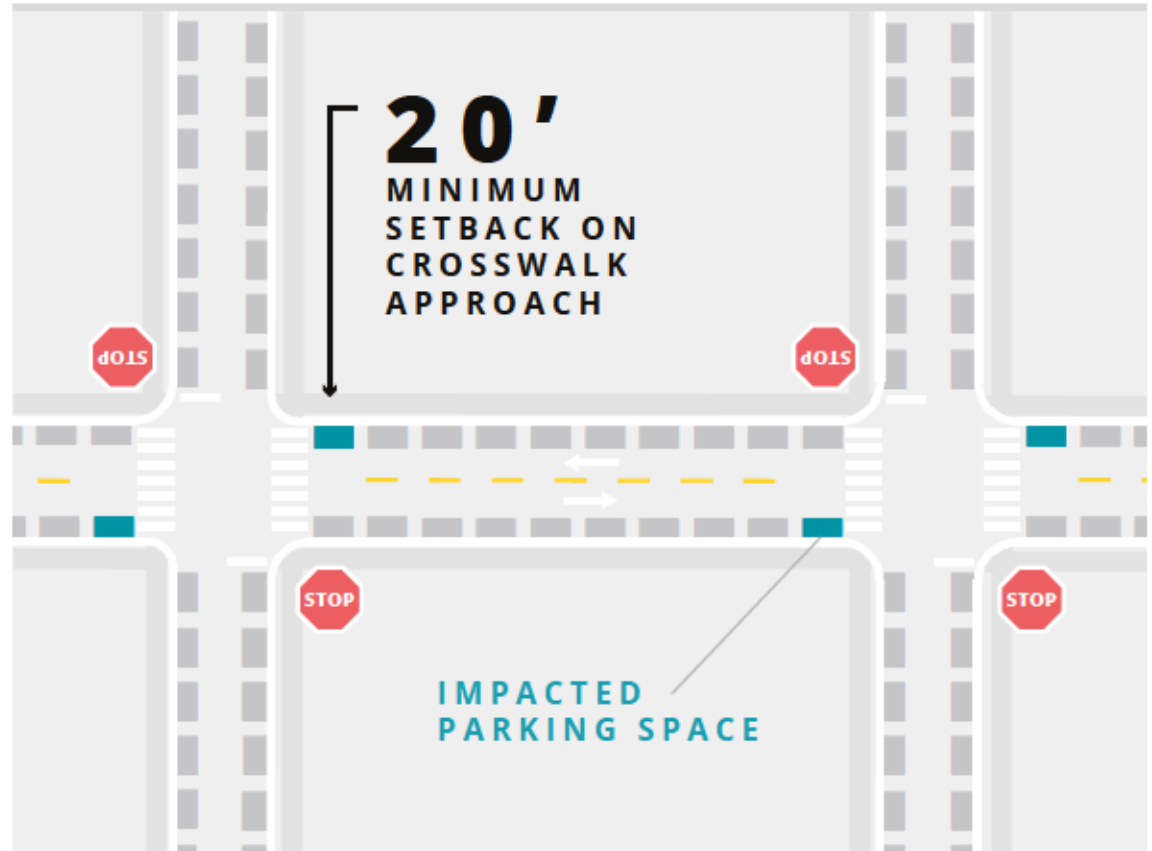 20’
MINIMUM
SETBACK ON
CROSSWALK
APPROACH
STOP
STOP
STOP
STOP
IMPACTED
PARKING SPACE